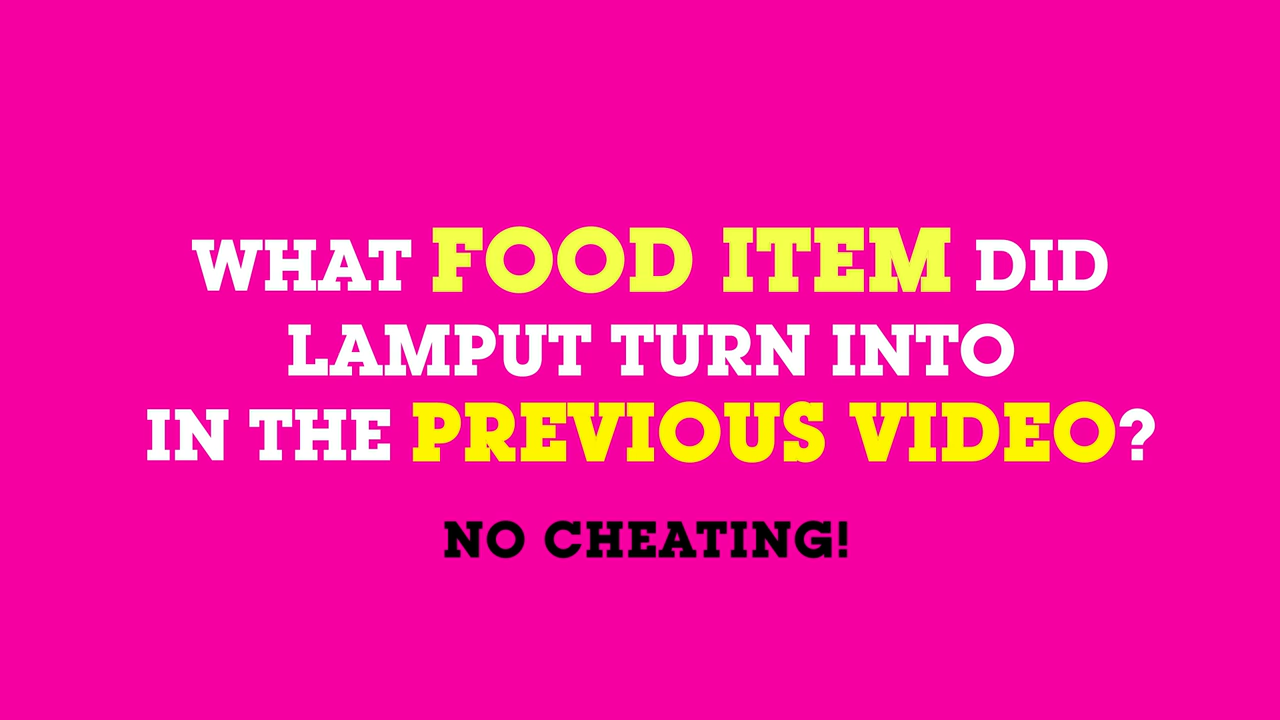 WHAT FOOD ITEM DID
LAMPUT TURN INTO
IN THE PREVIOUS VIDEO?
NO CHEATING!